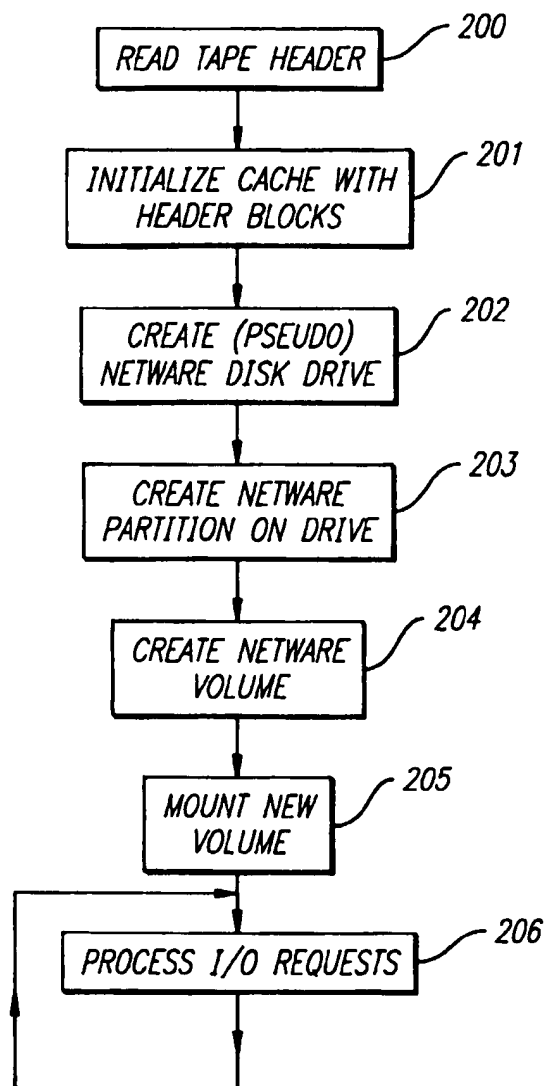 200
READ TAPE HEADER
201
INITIALIZE CACHE WITH
HEADER BLOCKS
202
CREATE (PSEUDO)
NETWARE DISK DRIVE
203
CREATE NETWARE
PARTITION ON DRIVE
204
CREATE NETWARE
VOLUME
205
MOUNT NEW
VOLUME
206
PROCESS I/O REQUESTS